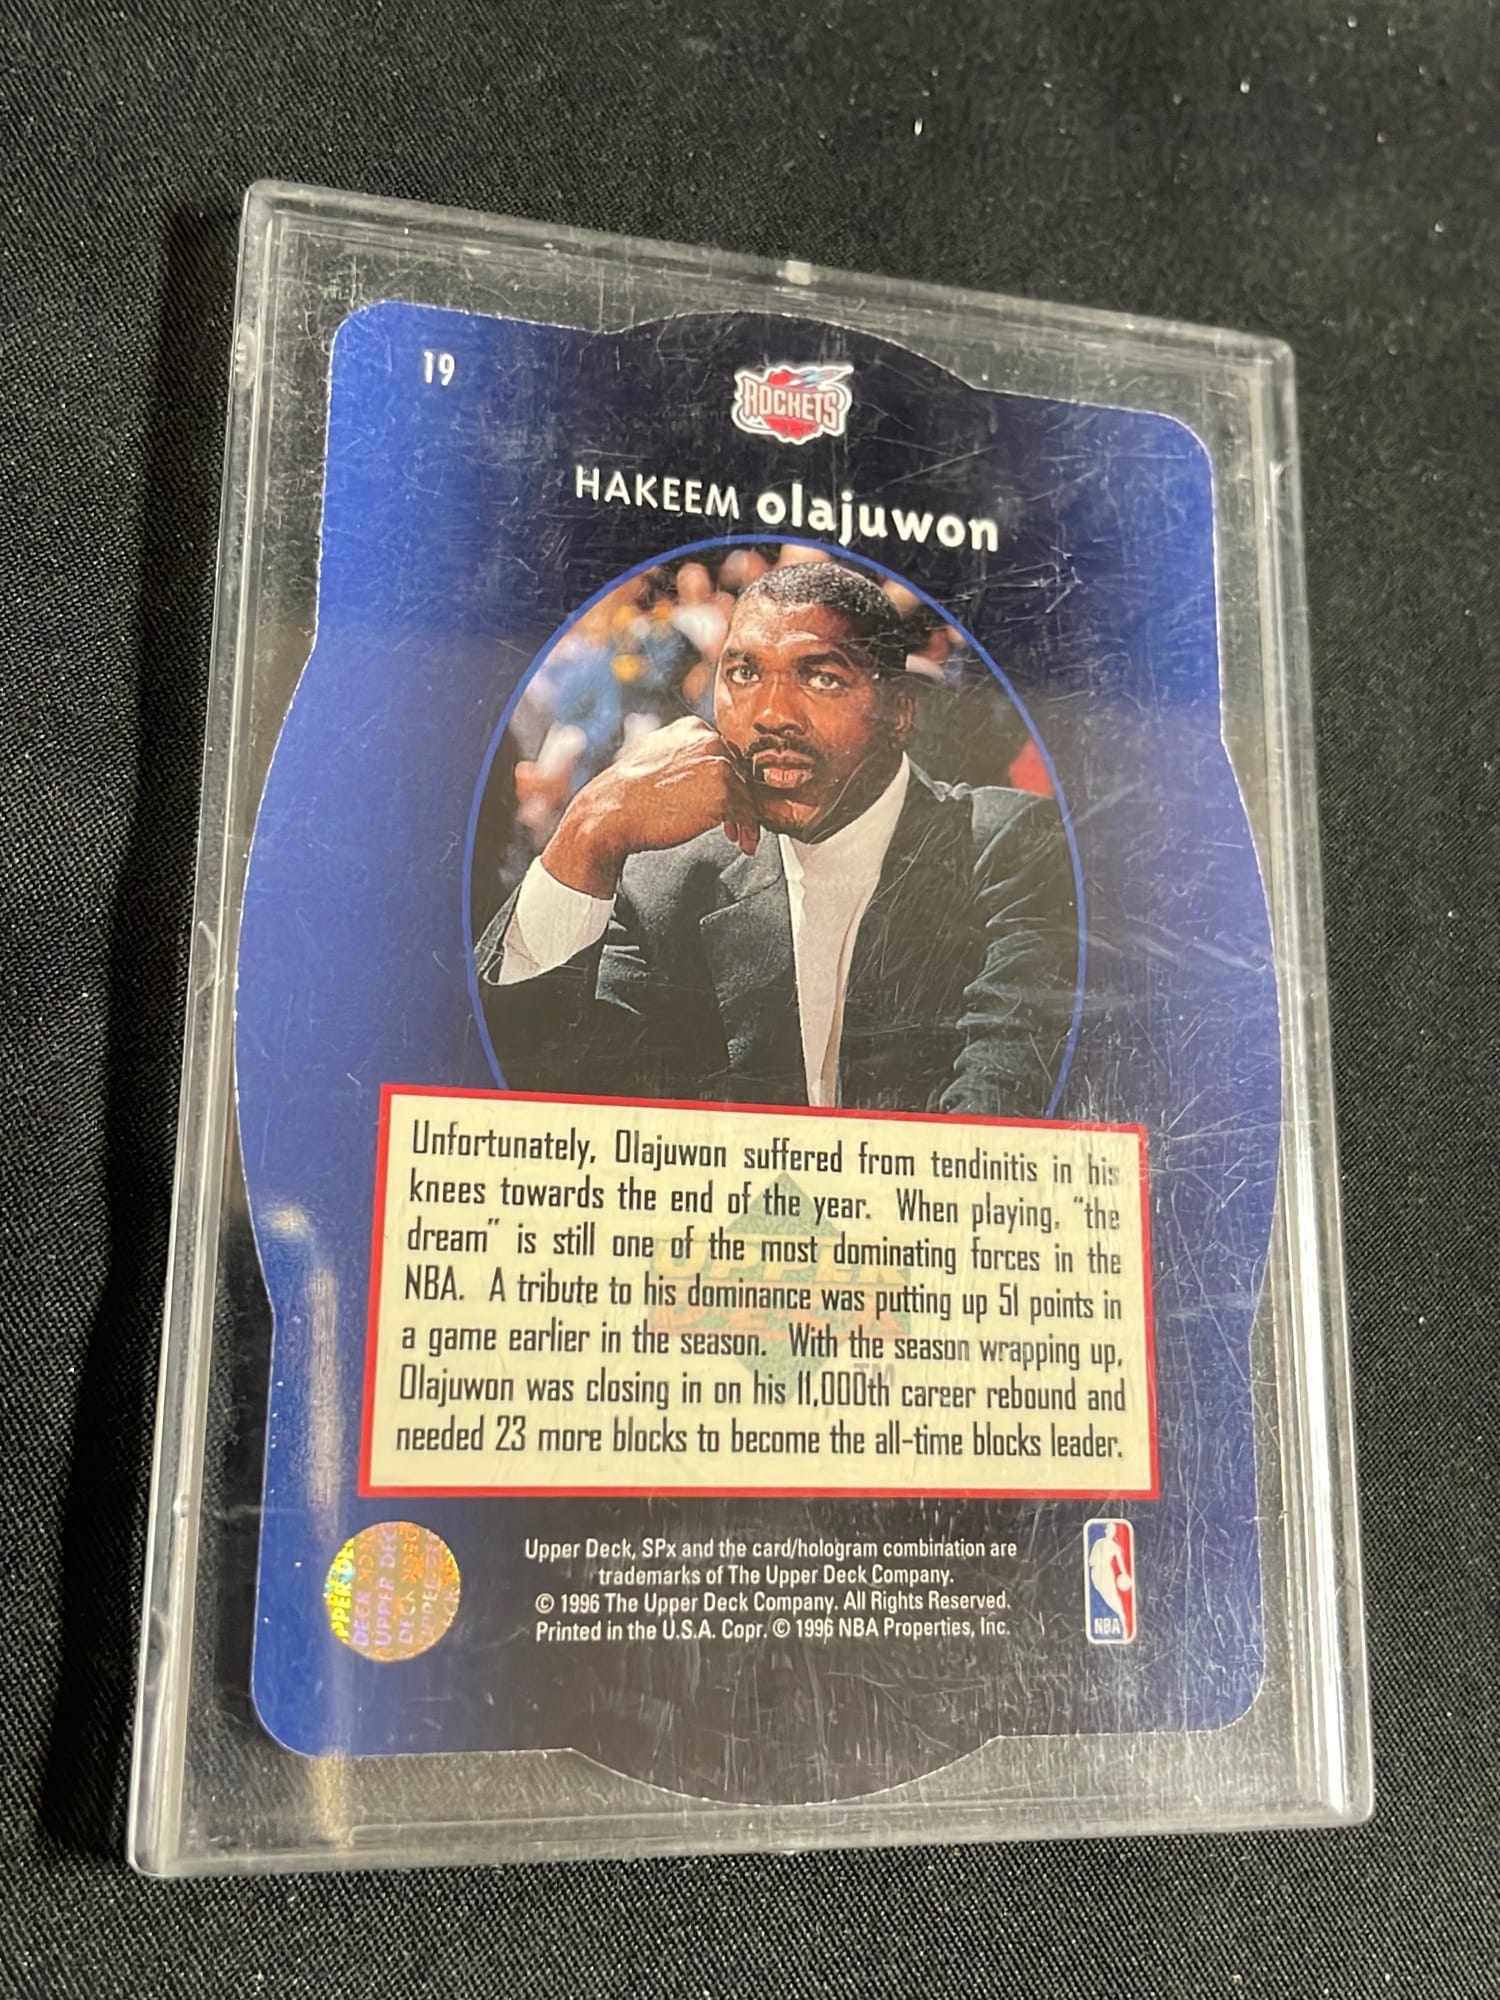 19
ROCKETS
HAKEEM olajuwon
Unfortunately, Olajuwon suffered from tendinitis in his
knees towards the end of the year. When playing, "the
dream" is still one of the most dominating forces in the
NBA. A tribute to his dominance was putting up 51 points in
a game earlier in the season. With the season wrapping up,
Olajuwon was closing in on his 11,000th career rebound and
needed 23 more blocks to become the all-time blocks leader.
UPPER
DECK
TM
Upper Deck, SPx and the card/hologram combination are
trademarks of The Upper Deck Company.
© 1996 The Upper Deck Company. All Rights Reserved.
Printed in the U.S.A. Copr. © 1996 NBA Properties, Inc.
NBA